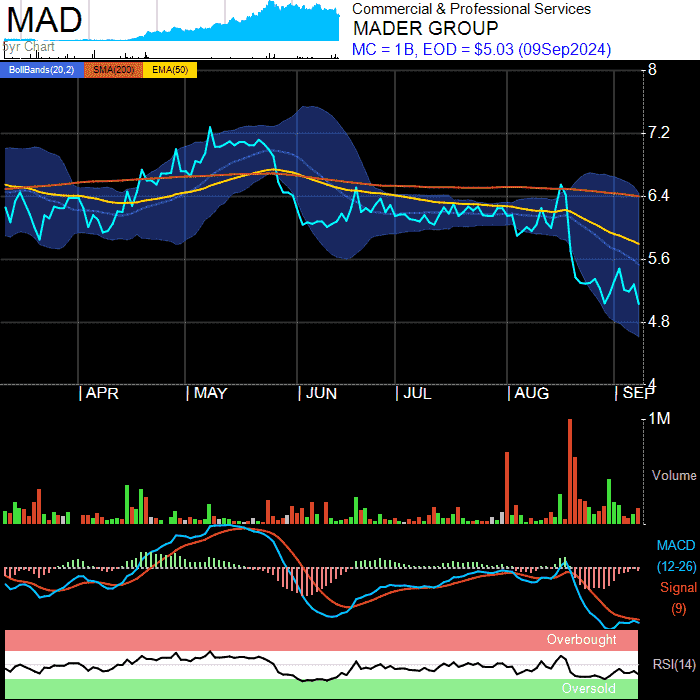 MAD
5yr Chart
Commercial & Professional Services
MADER GROUP
MC = 1B, EOD = $5.03 (09Sep2024)
BollBands(20,2) SMA(200) EMA(50)
8
7.2
6.4
5.6
4.8
4
APR MAY JUN JUL AUG SEP
1M
Volume
MACD
(12-26)
Signal
(9)
Overbought
RSI(14)
Oversold